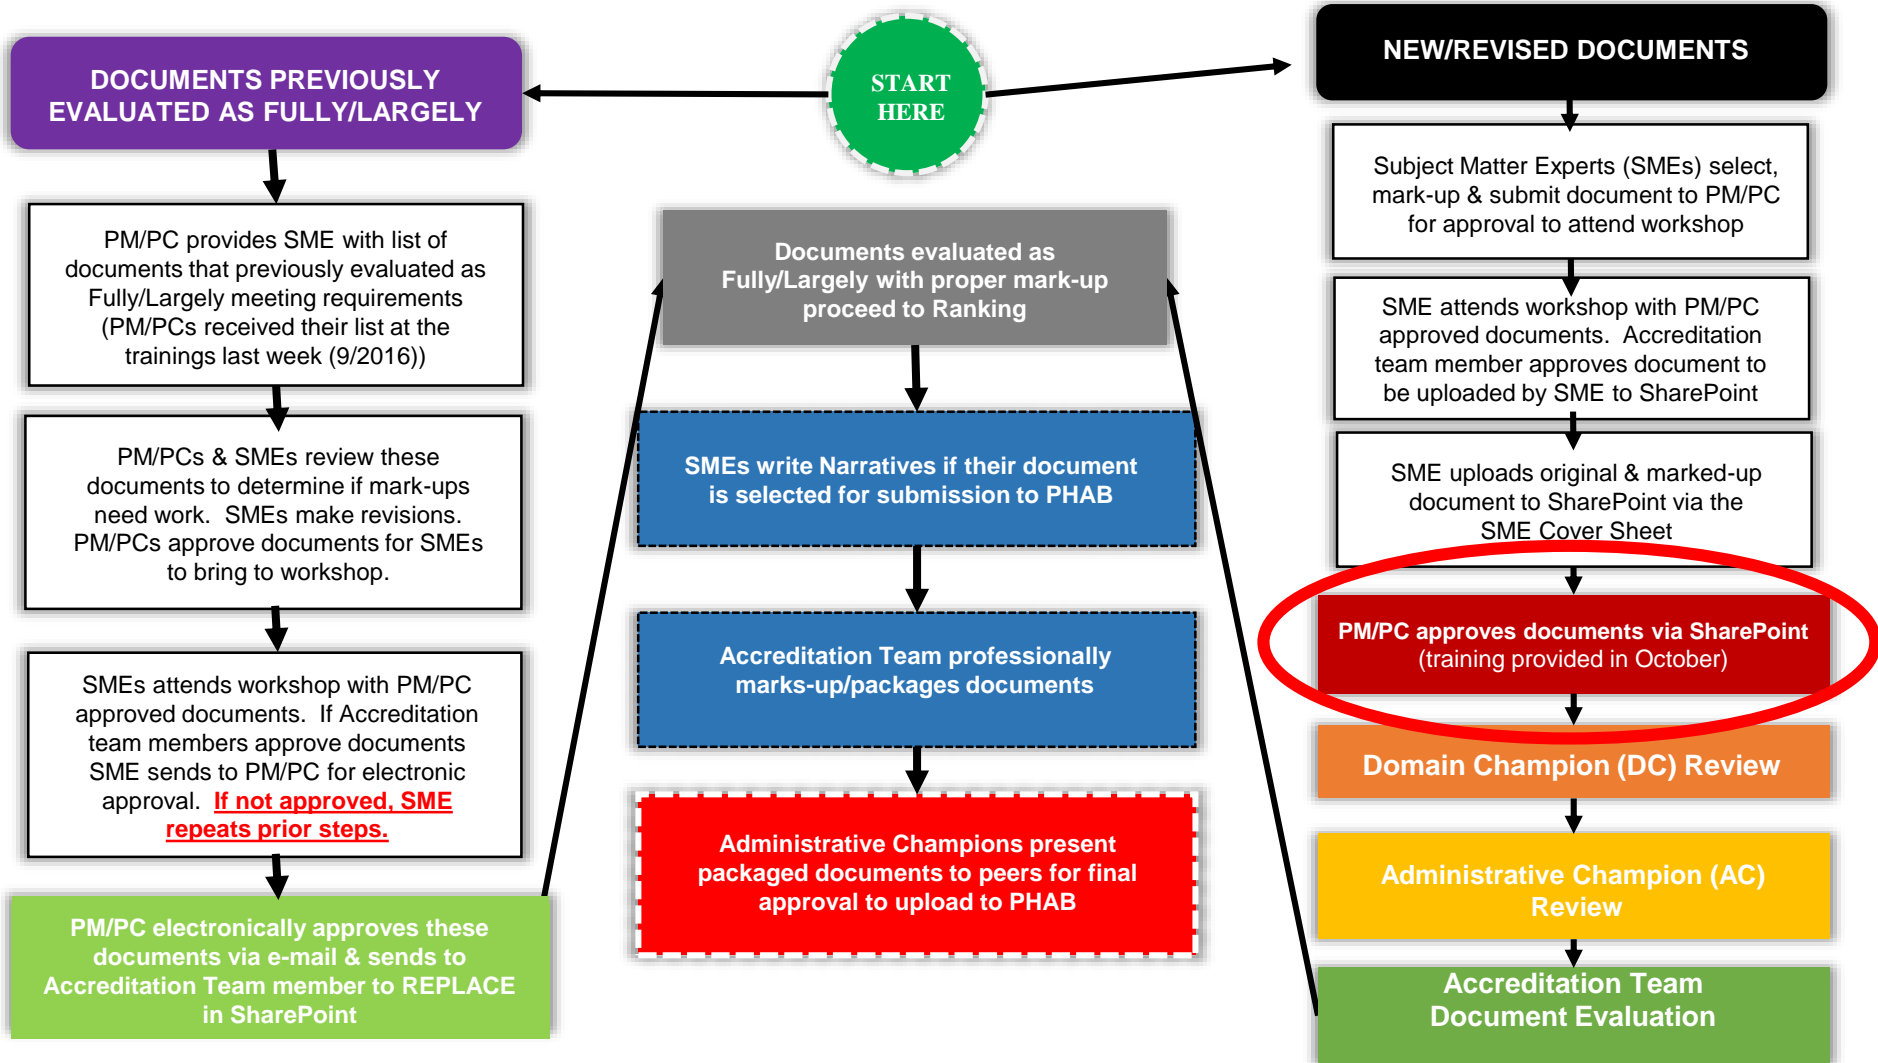 START
HERE
DOCUMENTS PREVIOUSLY
EVALUATED AS FULLY/LARGELY
PM/PC provides SME with list of
documents that previously evaluated as
Fully/Largely meeting requirements
(PM/PCs received their list at the
trainings last week (9/2016))
PM/PCs & SMEs review these
documents to determine if mark-ups
need work. SMEs make revisions.
PM/PCs approve documents for SMEs
to bring to workshop.
SMEs attends workshop with PM/PC
approved documents. If Accreditation
team members approve documents
SME sends to PM/PC for electronic
approval. If not approved, SME
repeats prior steps.
PM/PC electronically approves these
documents via e-mail & sends to
Accreditation Team member to REPLACE
in SharePoint
Documents evaluated as
Fully/Largely with proper mark-up
proceed to Ranking
SMEs write Narratives if their document
is selected for submission to PHAB
Accreditation Team professionally
marks-up/packages documents
Administrative Champions present
packaged documents to peers for final
approval to upload to PHAB
NEW/REVISED DOCUMENTS
Subject Matter Experts (SMEs) select,
mark-up & submit document to PM/PC
for approval to attend workshop
SME attends workshop with PM/PC
approved documents. Accreditation
team member approves document to
be uploaded by SME to SharePoint
SME uploads original & marked-up
document to SharePoint via the
SME Cover Sheet
PM/PC approves documents via SharePoint
(training provided in October)
Domain Champion (DC) Review
Administrative Champion (AC)
Review
Accreditation Team
Document Evaluation